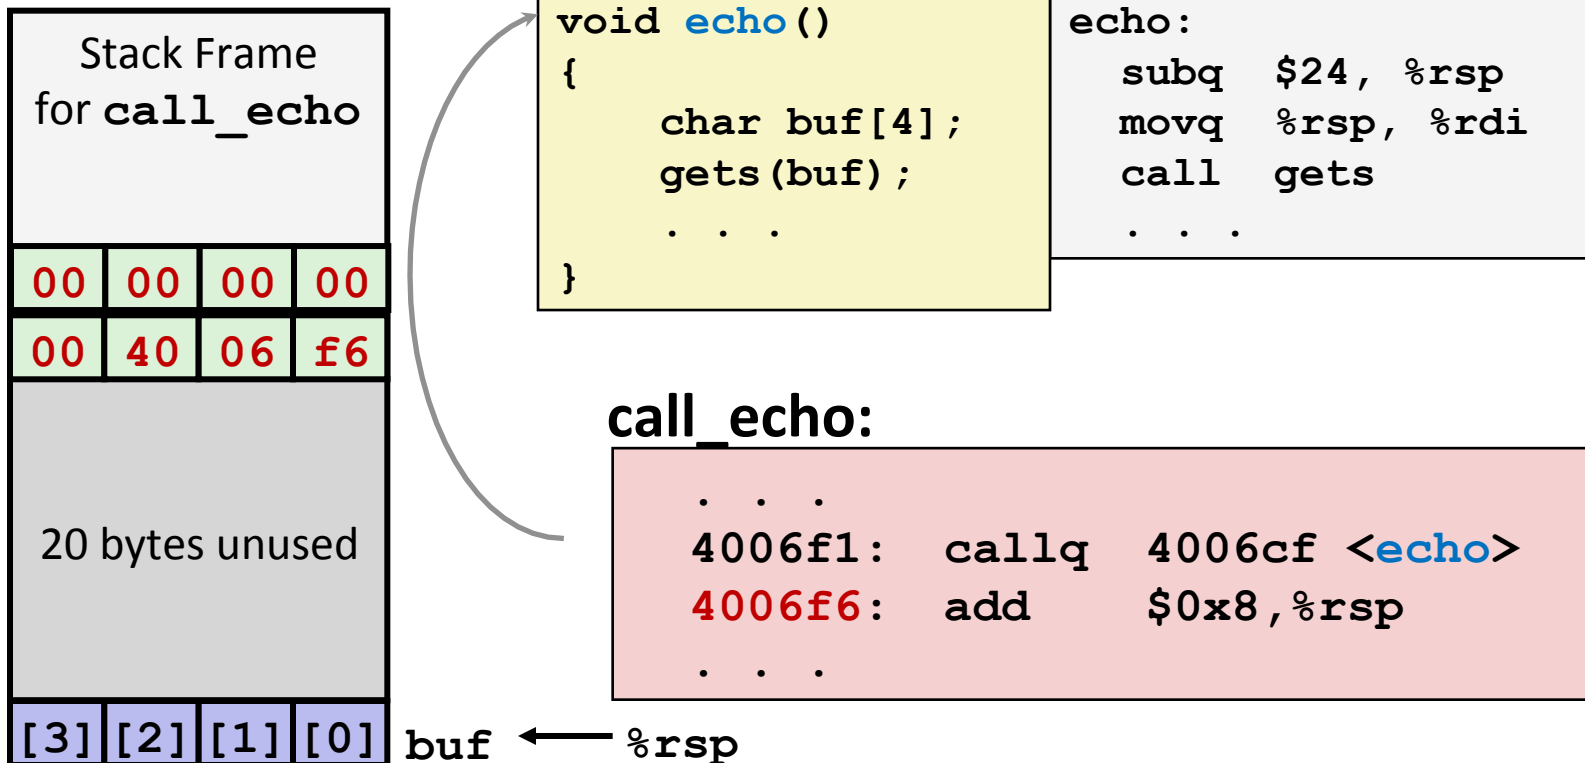 Stack Frame
for call_echo
00 00 00 00
00 40 06 f6
20 bytes unused
[3] [2] [1] [0] buf %rsp
void echo()
{
    char buf[4];
    gets(buf);
    . . .
}
echo:
  subq $24, %rsp
  movq %rsp, %rdi
  call gets
  . . .
call_echo:
. . .
4006f1: callq 4006cf <echo>
4006f6: add $0x8,%rsp
. . .